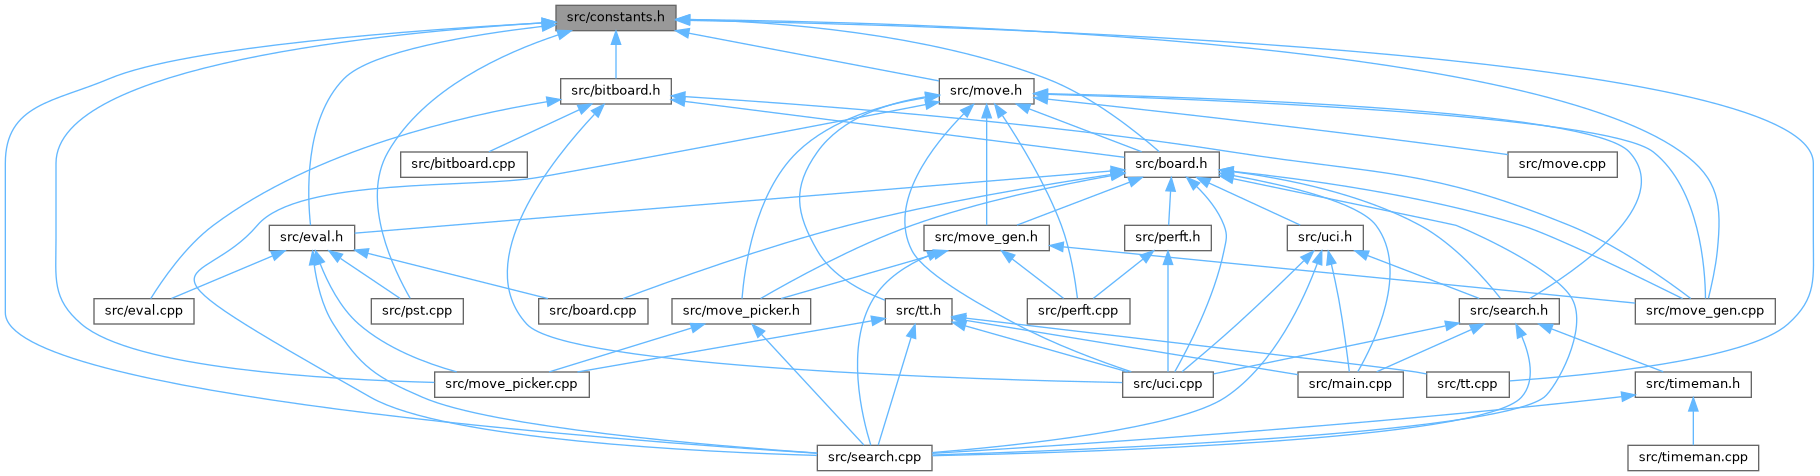 src/constants.h
src/bitboard.h
src/move.h
src/bitboard.cpp
src/board.h
src/move.cpp
src/eval.h
src/move_gen.h
src/perft.h
src/uci.h
src/eval.cpp
src/pst.cpp
src/board.cpp
src/move_picker.h
src/tt.h
src/perft.cpp
src/search.h
src/move_gen.cpp
src/move_picker.cpp
src/uci.cpp
src/main.cpp
src/tt.cpp
src/timeman.h
src/search.cpp
src/timeman.cpp